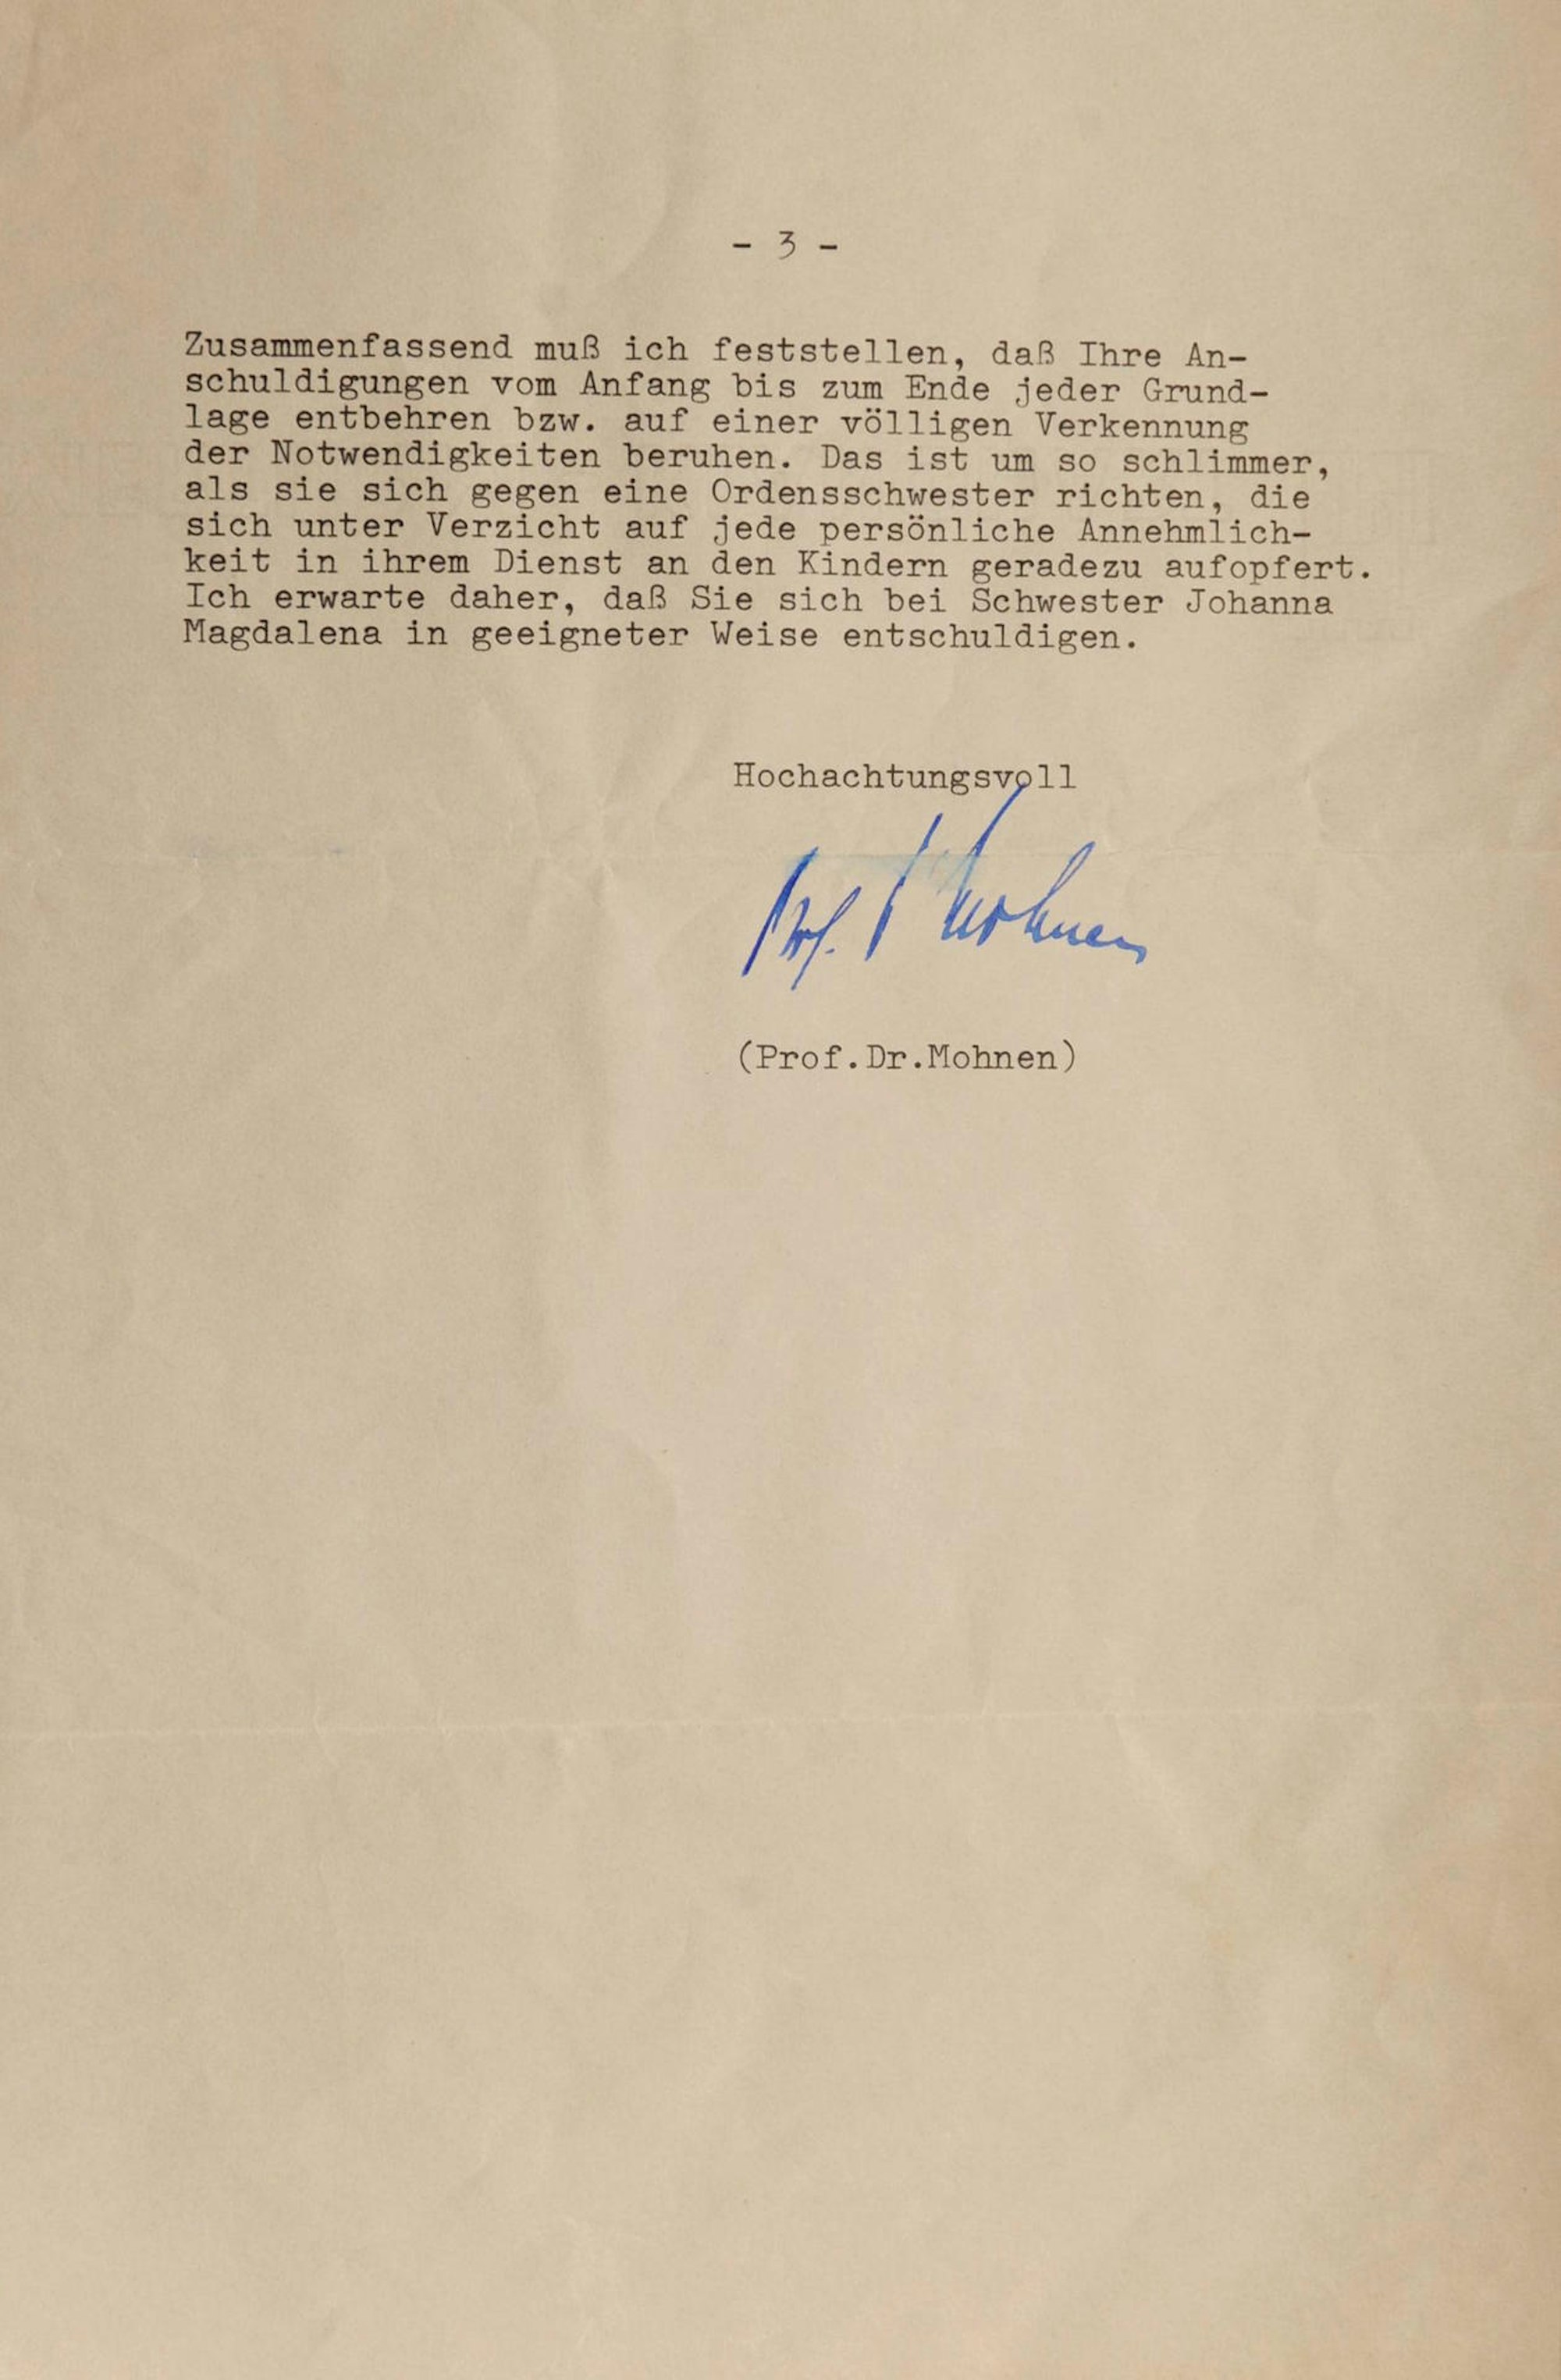 - 3 -
Zusammenfassend muß ich feststellen, daß Ihre An-
schuldigungen vom Anfang bis zum Ende jeder Grund-
lage entbehren bzw. auf einer völligen Verkennung
der Notwendigkeiten beruhen. Das ist um so schlimmer,
als sie sich gegen eine Ordensschwester richten, die
sich unter Verzicht auf jede persönliche Annehmlich-
keit in ihrem Dienst an den Kindern geradezu aufopfert.
Ich erwarte daher, daß Sie sich bei Schwester Johanna
Magdalena in geeigneter Weise entschuldigen.
Hochachtungsvoll
Prof. Mohnen
(Prof.Dr.Mohnen)